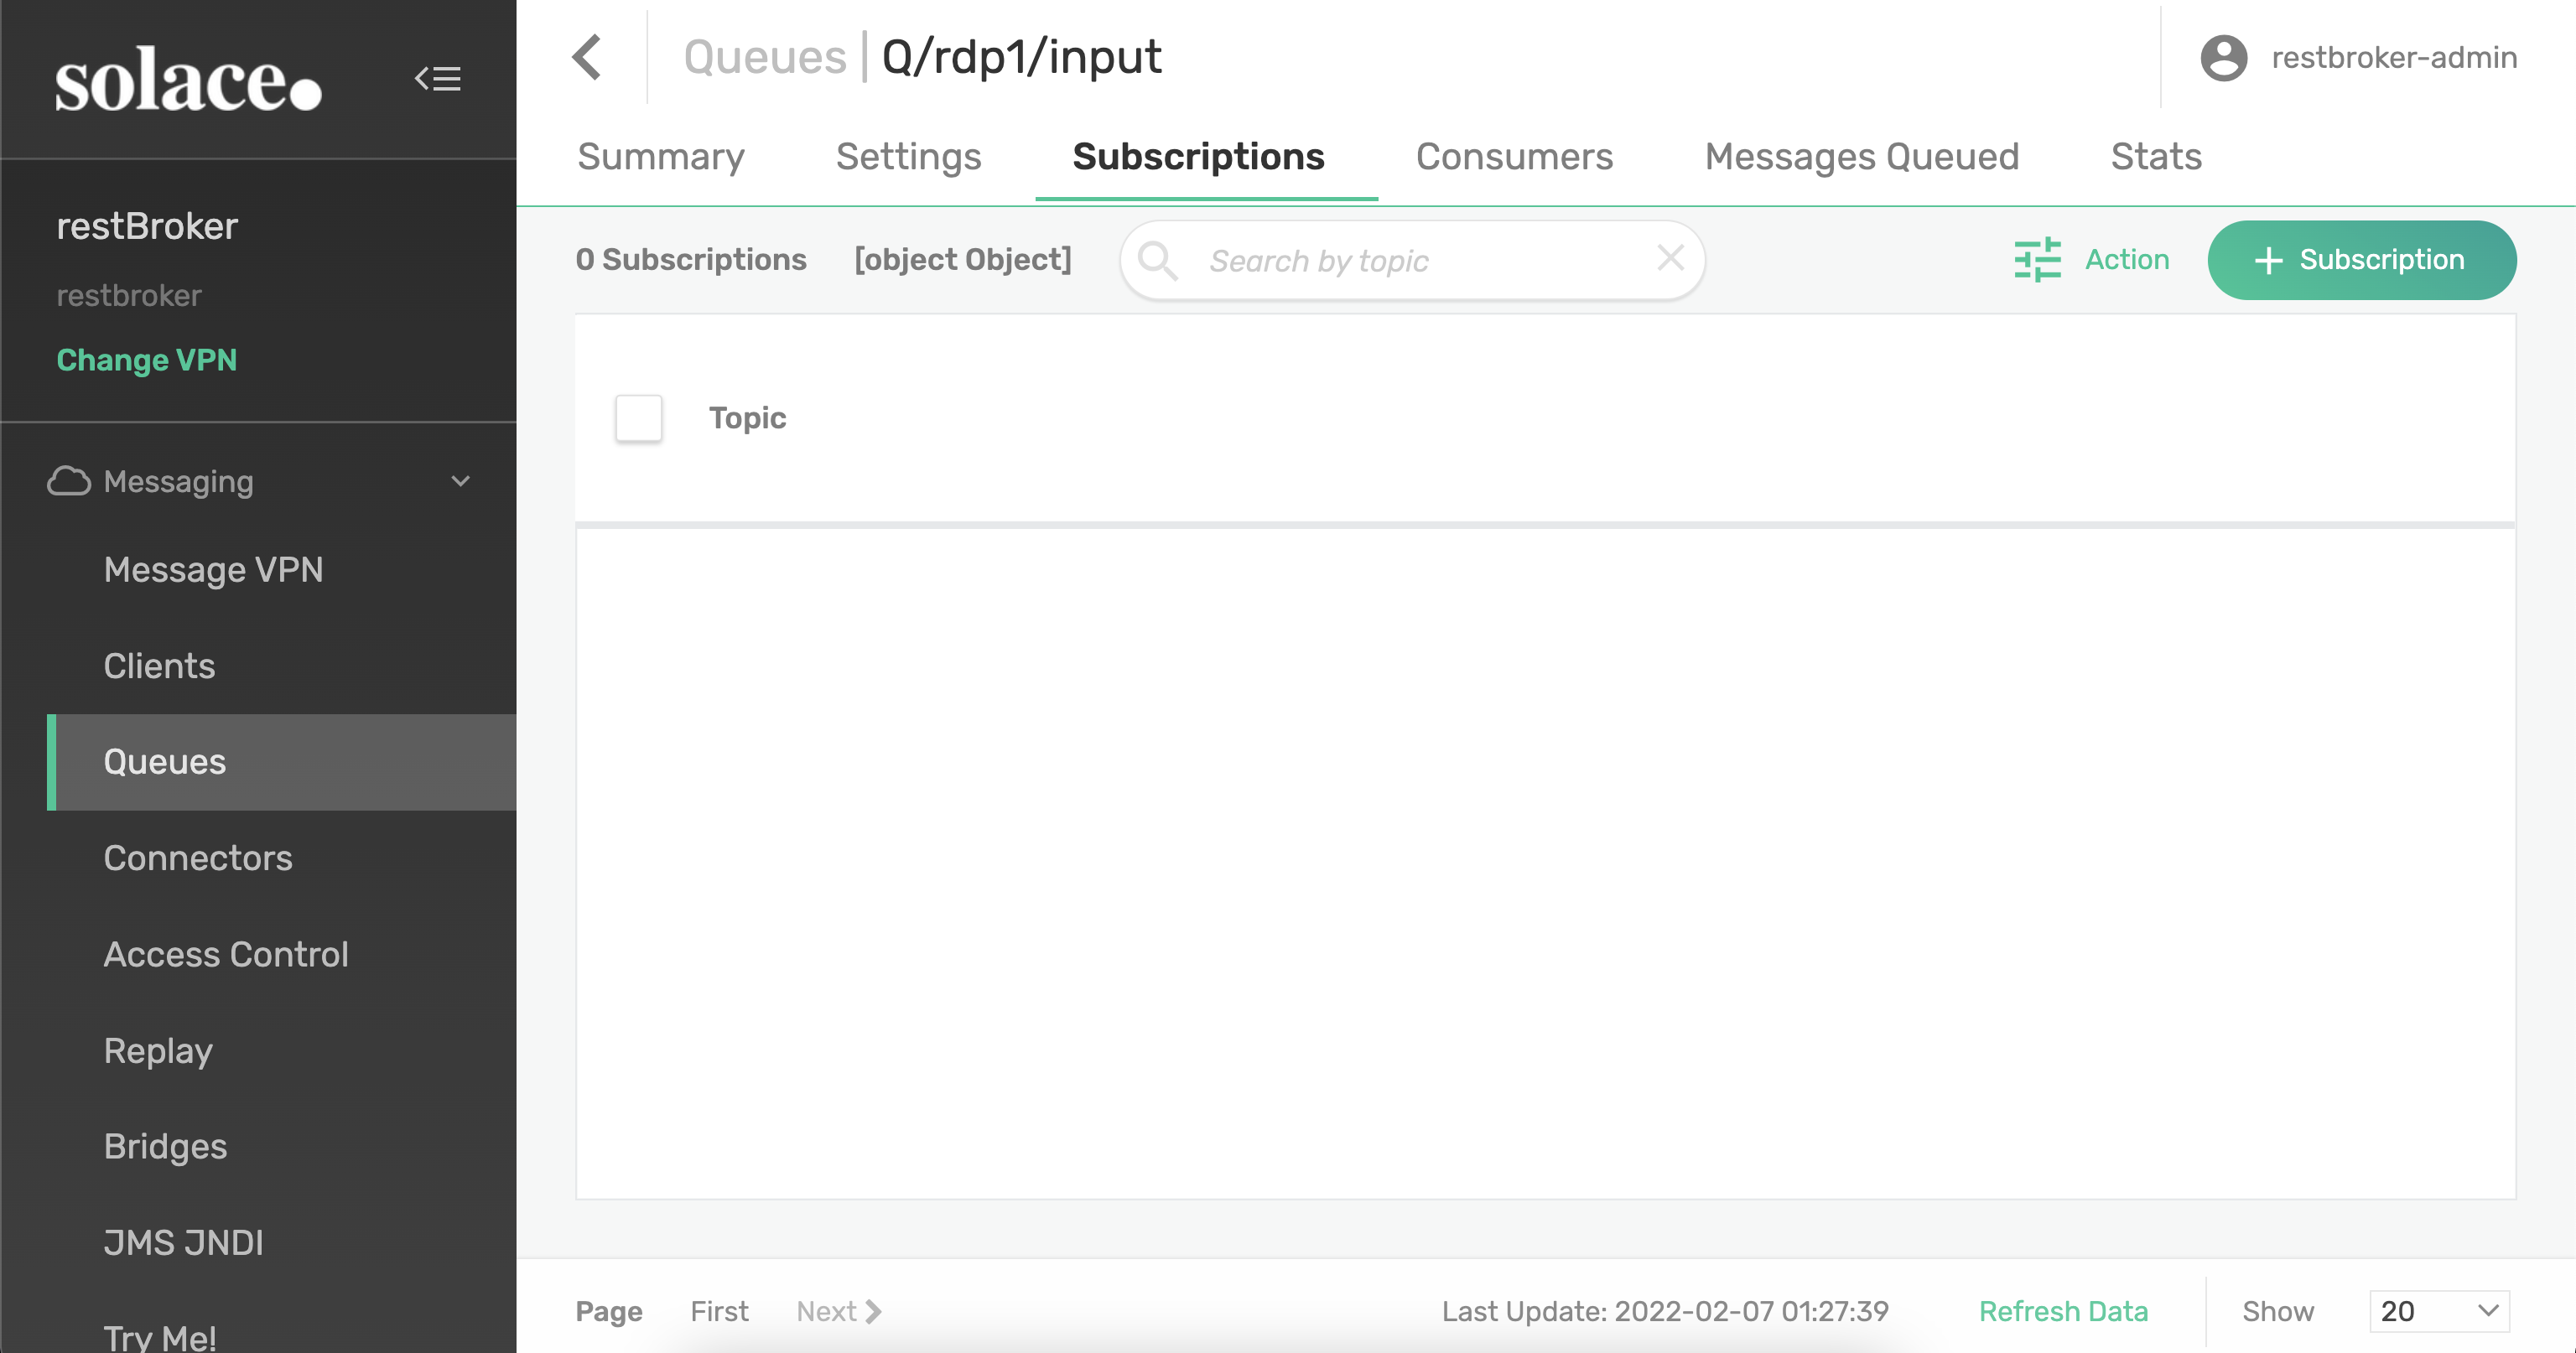 solace
Queues | Q/rdp1/input
restbroker-admin
Summary Settings Subscriptions Consumers Messages Queued Stats
restBroker
restbroker
Change VPN
0 Subscriptions [object Object] Search by topic Action + Subscription
Topic
Messaging
Message VPN
Clients
Queues
Connectors
Access Control
Replay
Bridges
JMS JNDI
Try Me!
Page First Next Last Update: 2022-02-07 01:27:39 Refresh Data Show 20